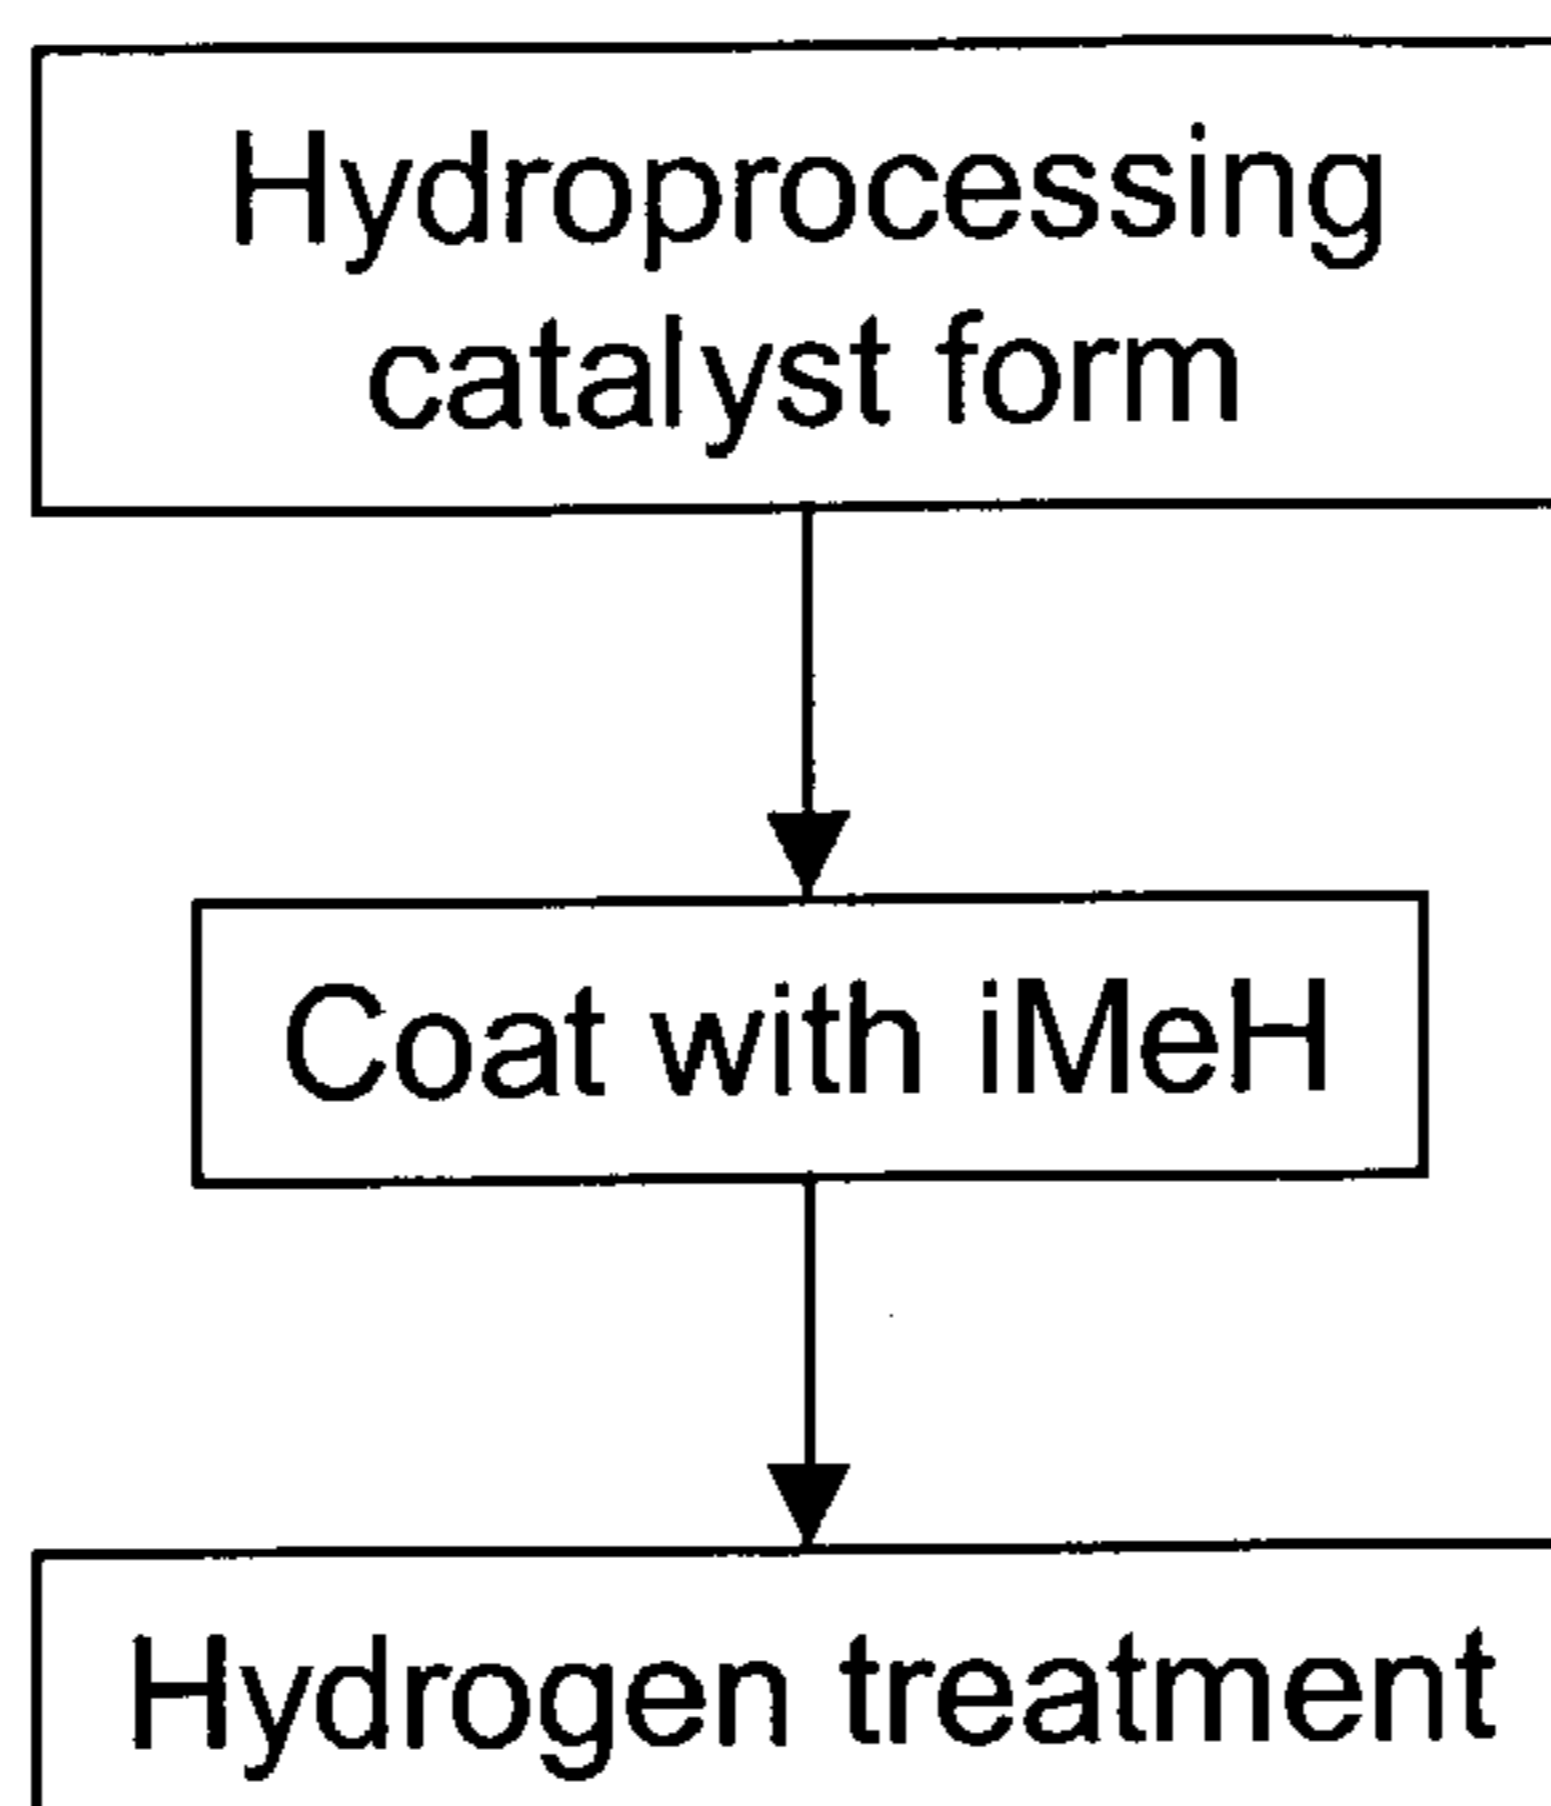 Hydroprocessing
catalyst form
Coat with iMeH
Hydrogen treatment